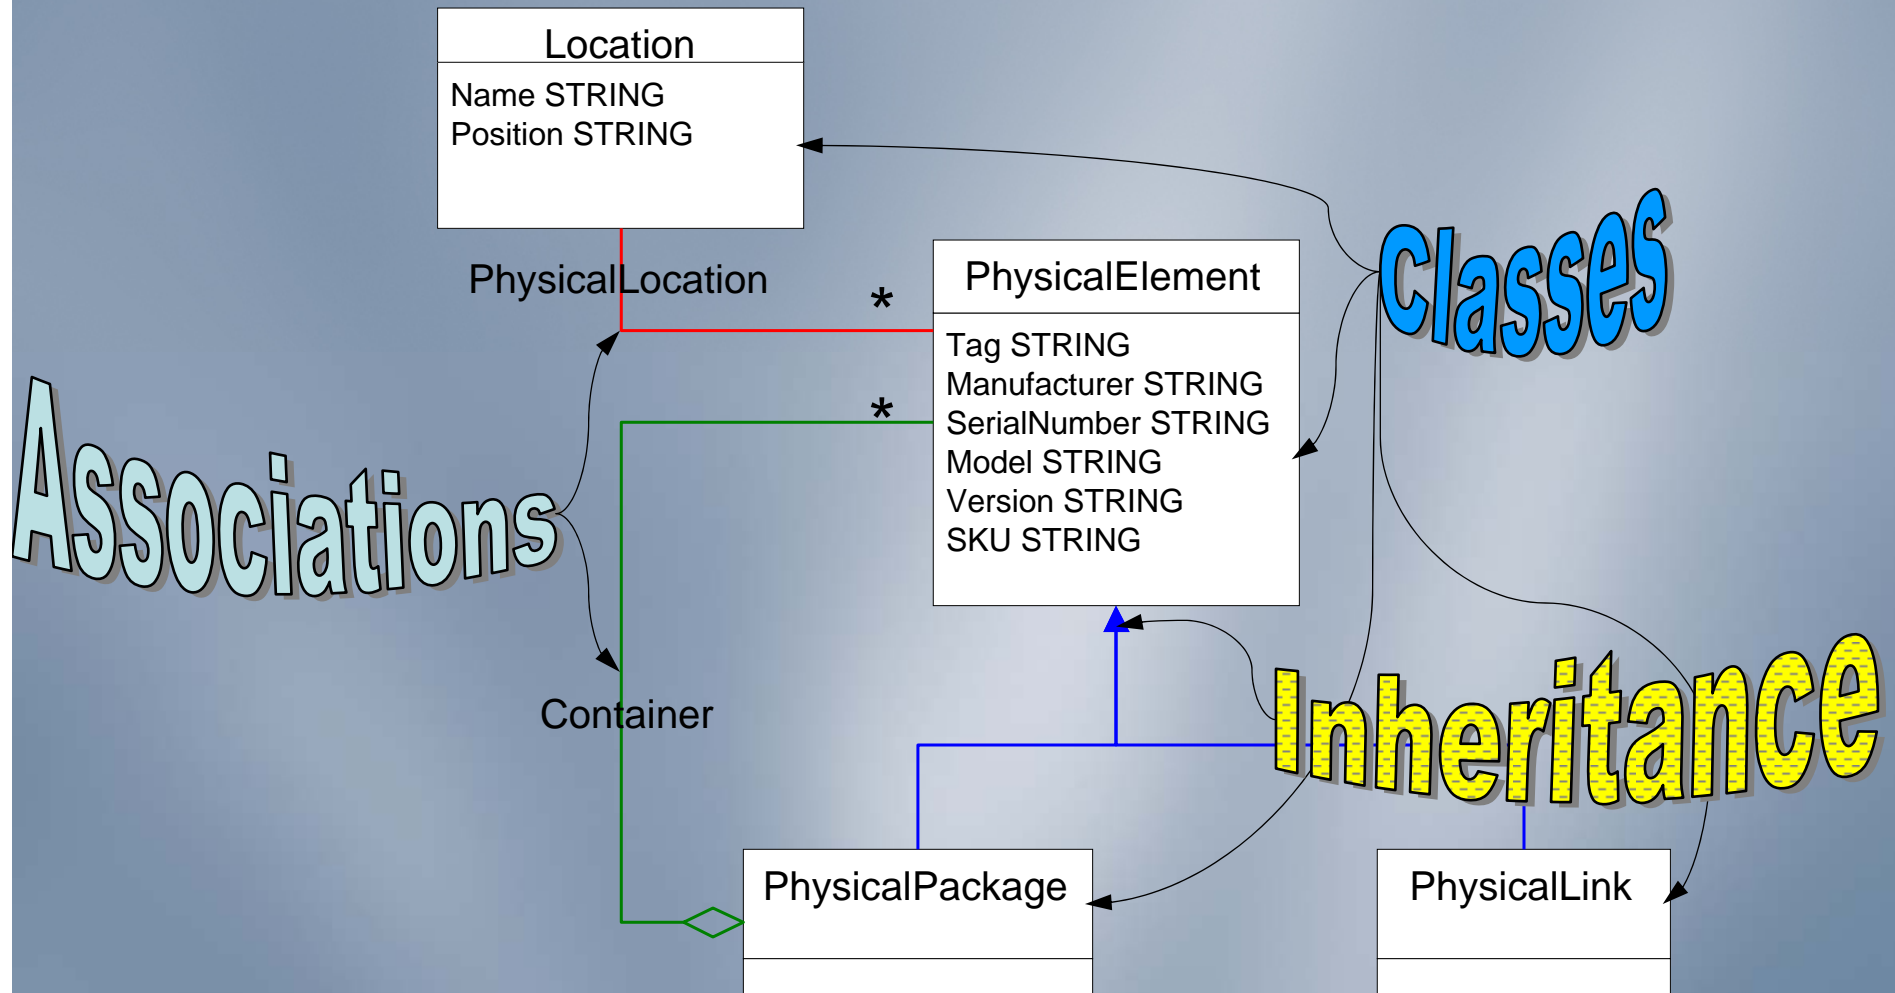 Location
Name STRING
Position STRING
Classes
PhysicalLocation
*
PhysicalElement
Tag STRING
Manufacturer STRING
SerialNumber STRING
Model STRING
Version STRING
SKU STRING
*
Associations
Inheritance
Container
PhysicalPackage
PhysicalLink